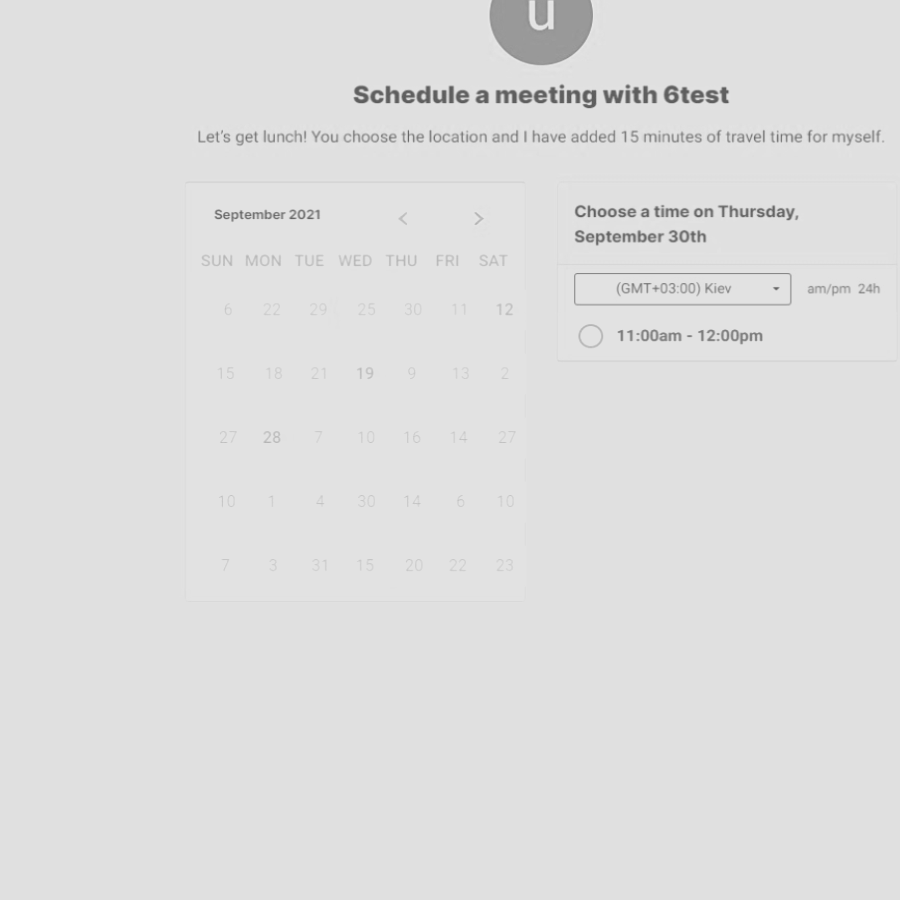 u
Schedule a meeting with 6test
Let's get lunch! You choose the location and I have added 15 minutes of travel time for myself.
September 2021
SUN MON TUE WED THU FRI SAT
6 22 29 25 30 11 12
15 18 21 19 9 13 2
27 28 7 10 16 14 27
10 1 4 30 14 6 10
7 3 31 15 20 22 23
Choose a time on Thursday,
September 30th
(GMT+03:00) Kiev
am/pm 24h
11:00am - 12:00pm